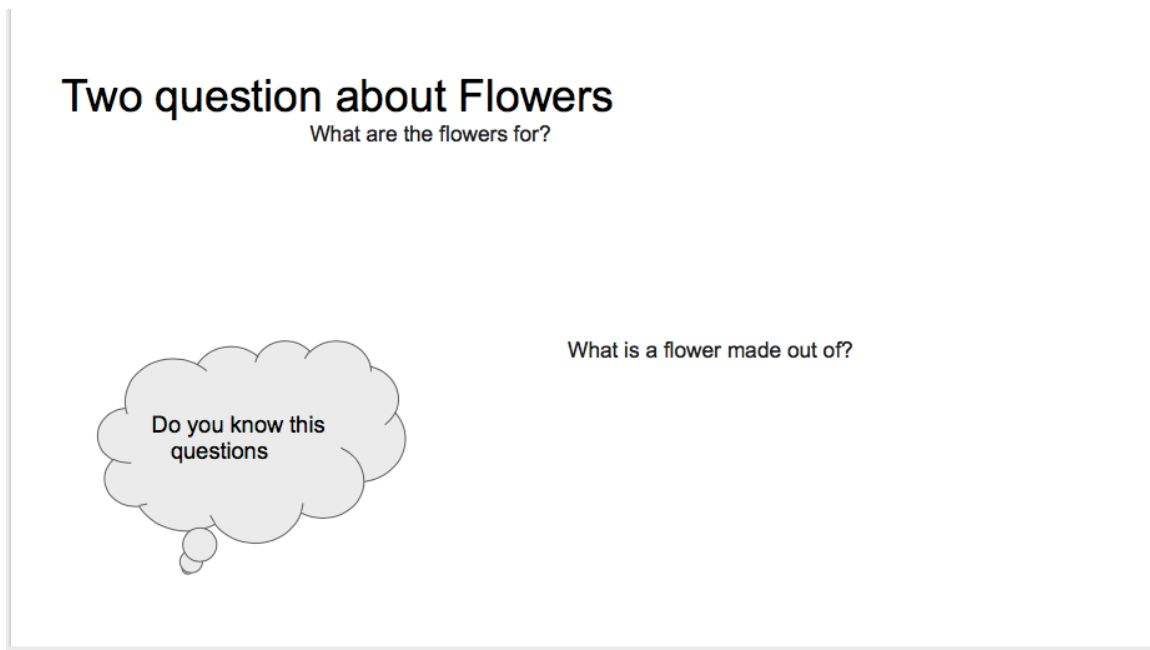 Two question about Flowers
What are the flowers for?
What is a flower made out of?
Do you know this
questions